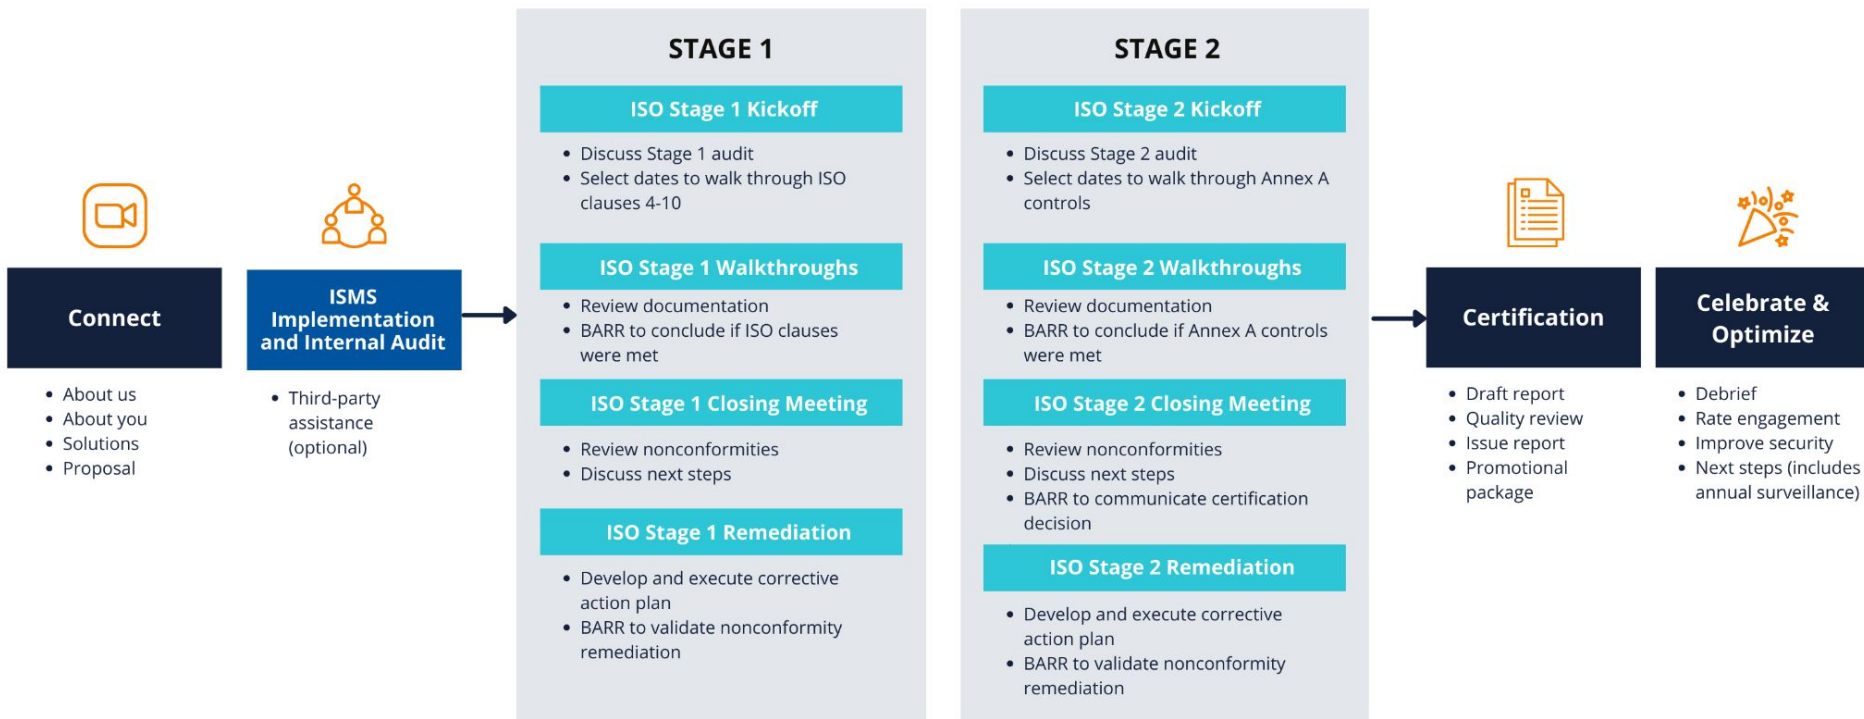 Connect
• About us
• About you
• Solutions
• Proposal
ISMS
Implementation
and Internal Audit
• Third-party
assistance
(optional)
STAGE 1
ISO Stage 1 Kickoff
• Discuss Stage 1 audit
• Select dates to walk through ISO
clauses 4-10
ISO Stage 1 Walkthroughs
• Review documentation
• BARR to conclude if ISO clauses
were met
ISO Stage 1 Closing Meeting
• Review nonconformities
• Discuss next steps
ISO Stage 1 Remediation
• Develop and execute corrective
action plan
• BARR to validate nonconformity
remediation
STAGE 2
ISO Stage 2 Kickoff
• Discuss Stage 2 audit
• Select dates to walk through Annex A
controls
ISO Stage 2 Walkthroughs
• Review documentation
• BARR to conclude if Annex A controls
were met
ISO Stage 2 Closing Meeting
• Review nonconformities
• Discuss next steps
• BARR to communicate certification
decision
ISO Stage 2 Remediation
• Develop and execute corrective
action plan
• BARR to validate nonconformity
remediation
Certification
• Draft report
• Quality review
• Issue report
• Promotional
package
Celebrate &
Optimize
• Debrief
• Rate engagement
• Improve security
• Next steps (includes
annual surveillance)